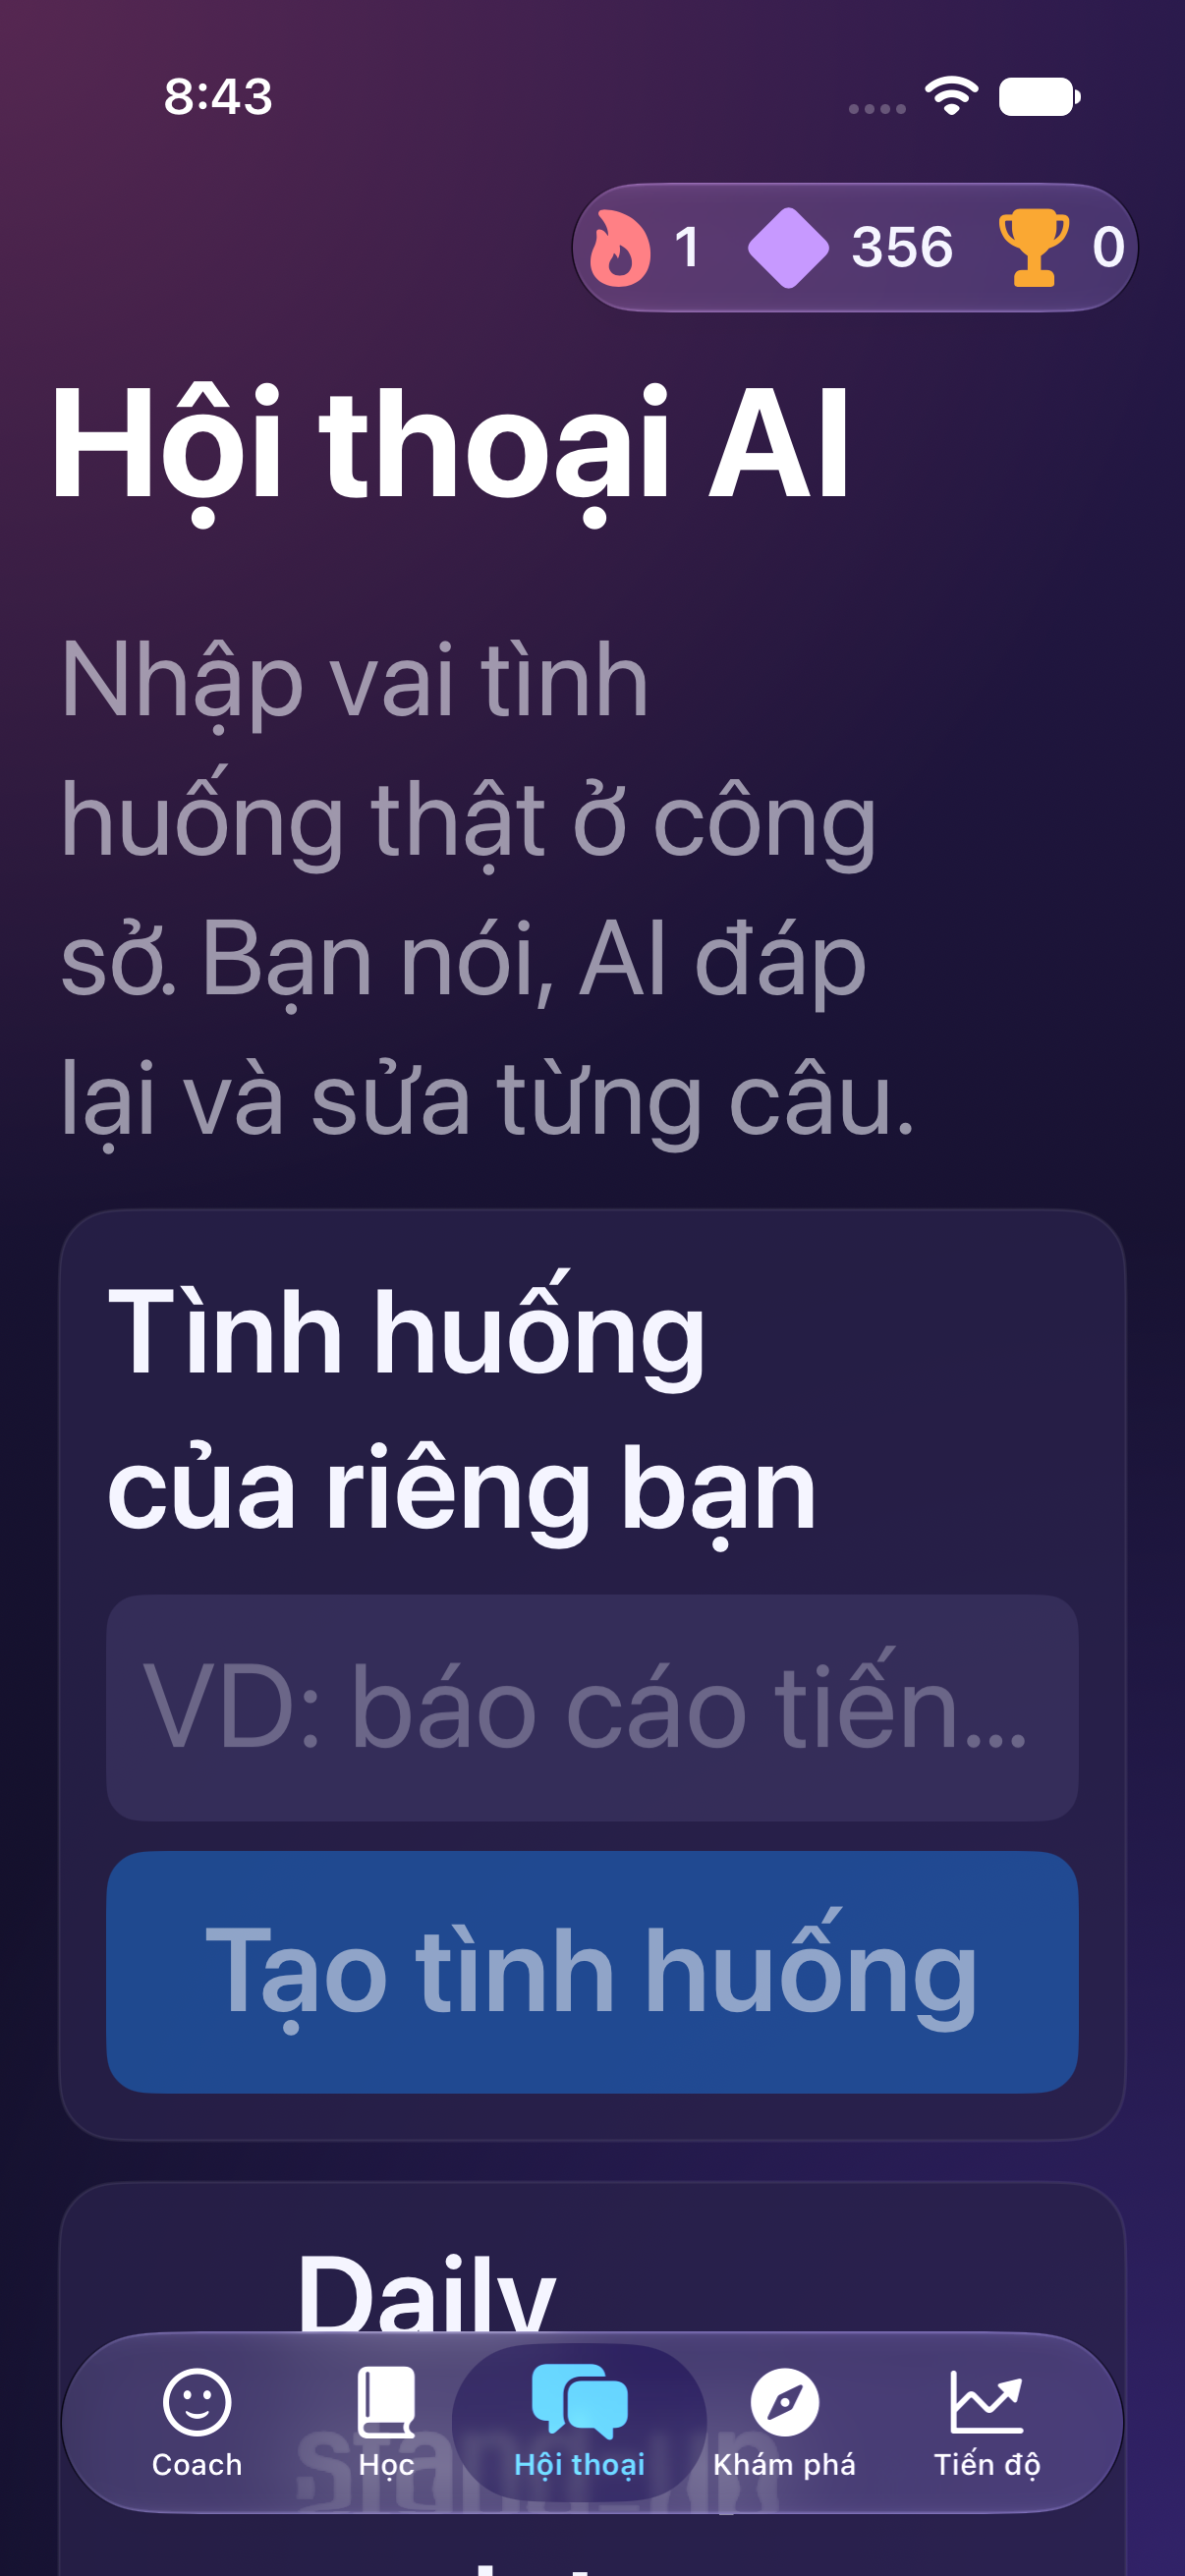 8:43
1 356 0
Hội thoại AI
Nhập vai tình
huống thật ở công
sở. Bạn nói, AI đáp
lại và sửa từng câu.
Tình huống
của riêng bạn
VD: báo cáo tiến...
Tạo tình huống
Daily
stand-up
Coach Học Hội thoại Khám phá Tiến độ